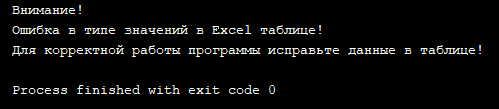 Внимание!
Ошибка в типе значений в Excel таблице!
Для корректной работы программы исправьте данные в таблице!
Process finished with exit code 0